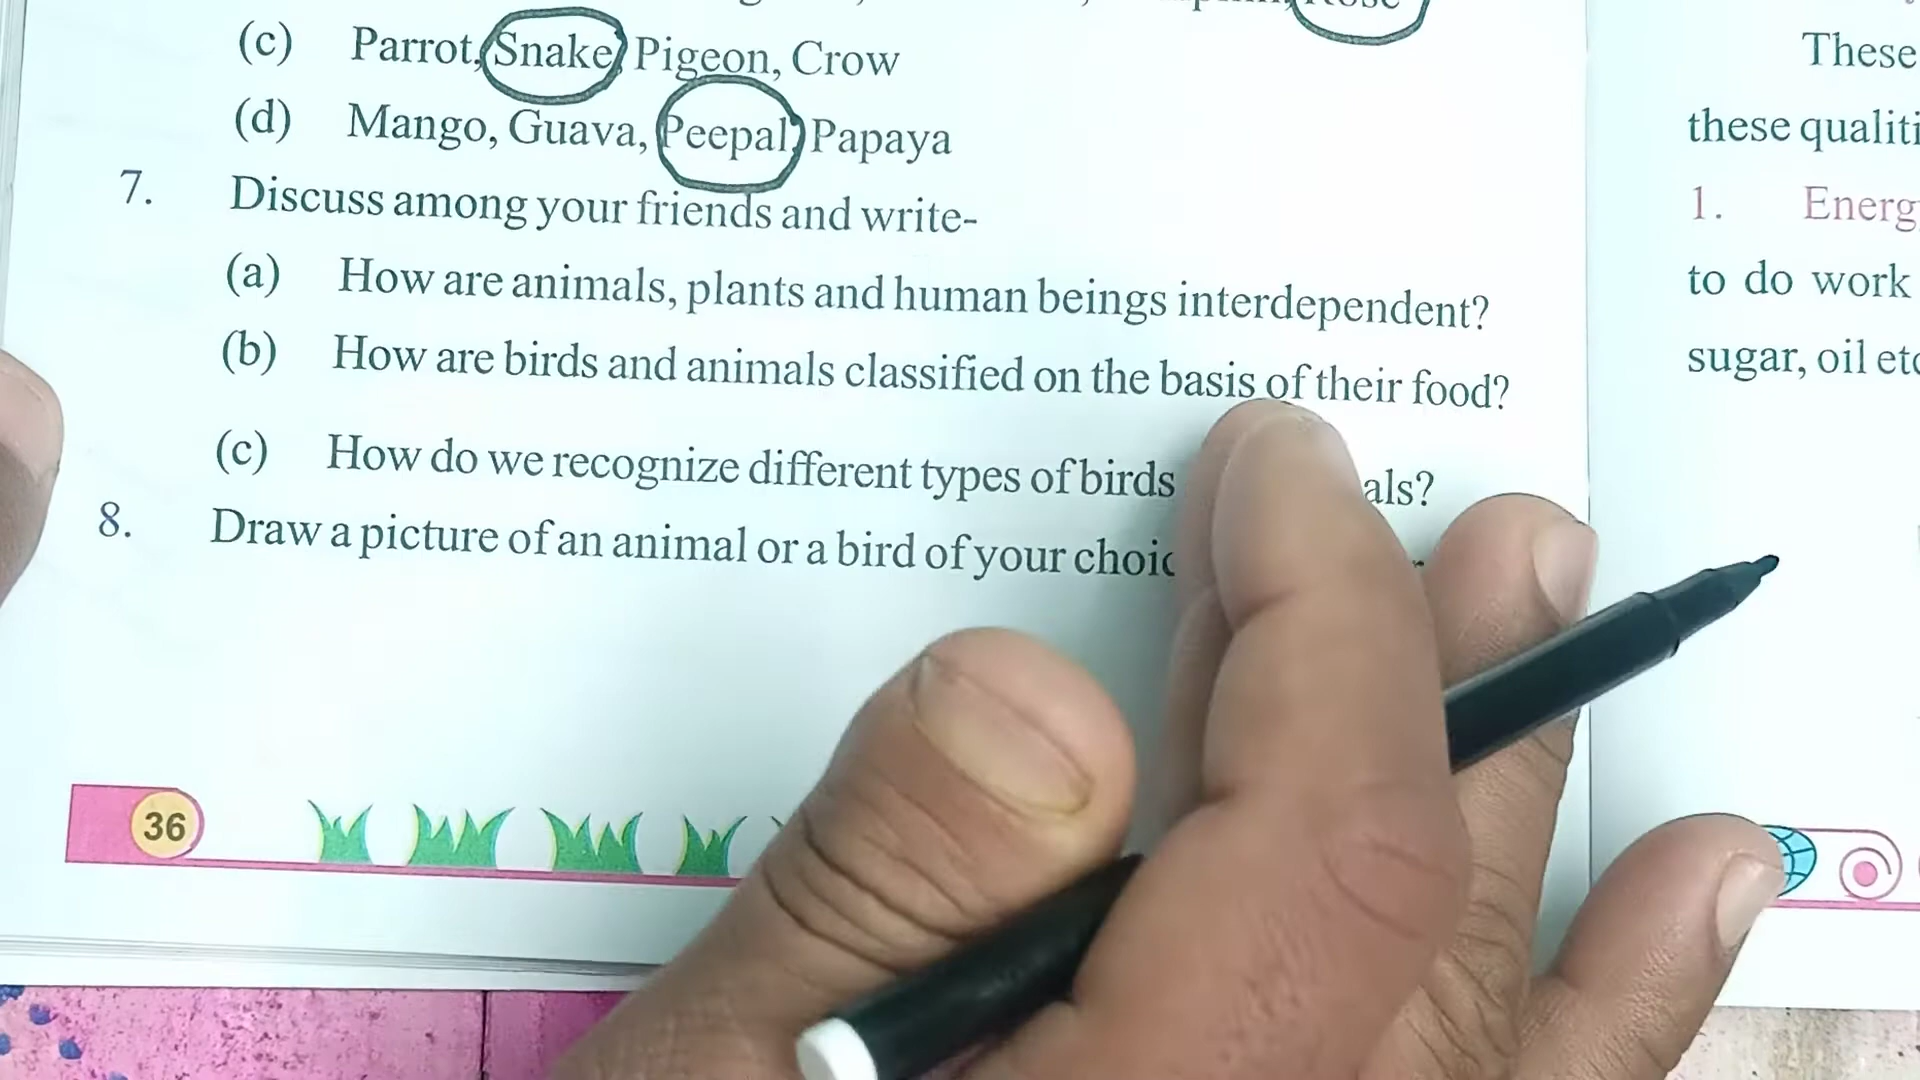 (c) Parrot, Snake, Pigeon, Crow
(d) Mango, Guava, Peepal, Papaya
7. Discuss among your friends and write-
(a) How are animals, plants and human beings interdependent?
(b) How are birds and animals classified on the basis of their food?
(c) How do we recognize different types of birds als?
8. Draw a picture of an animal or a bird of your
36
These
these
1.
to do work
sugar, oil